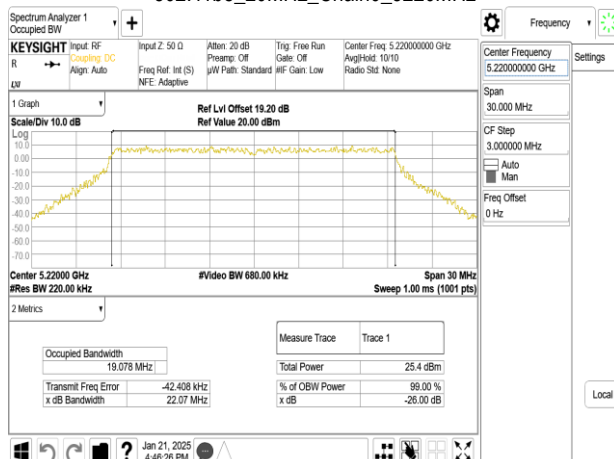 Spectrum Analyzer 1
Occupied BW
KEYSIGHT
R
Input: RF
Coupling: DC
Align: Auto
Input Z: 50 Ω
Freq Ref: Int (S)
NFE: Adaptive
Atten: 20 dB
Preamp: Off
µW Path: Standard
Trig: Free Run
Gate: Off
#IF Gain: Low
Center Freq: 5.220000000 GHz
Avg|Hold: 10/10
Radio Std: None
LXI
1 Graph
Scale/Div 10.0 dB
Ref Lvl Offset 19.20 dB
Ref Value 20.00 dBm
Log
10.0
0.00
-10.0
-20.0
-30.0
-40.0
-50.0
-60.0
-70.0
Center 5.22000 GHz
#Video BW 680.00 kHz
Span 30 MHz
#Res BW 220.00 kHz
Sweep 1.00 ms (1001 pts)
2 Metrics
Occupied Bandwidth
19.078 MHz
Transmit Freq Error -42.408 kHz
x dB Bandwidth 22.07 MHz
Measure Trace Trace 1
Total Power 25.4 dBm
% of OBW Power 99.00 %
x dB -26.00 dB
Jan 21, 2025
4:46:26 PM
Frequency
Center Frequency
5.220000000 GHz
Settings
Span
30.000 MHz
CF Step
3.000000 MHz
Auto
Man
Freq Offset
0 Hz
Local